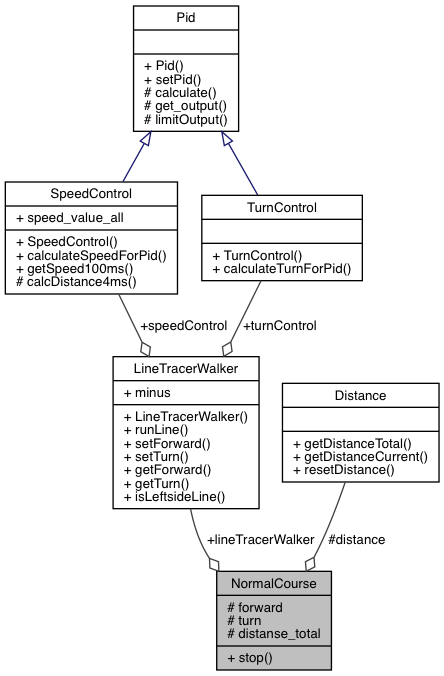 Pid
+ Pid()
+ setPid()
# calculate()
# get_output()
# limitOutput()
SpeedControl
+ speed_value_all
+ SpeedControl()
+ calculateSpeedForPid()
+ getSpeed100ms()
# calcDistance4ms()
TurnControl
+ TurnControl()
+ calculateTurnForPid()
+speedControl
+turnControl
LineTracerWalker
+ minus
+ LineTracerWalker()
+ runLine()
+ setForward()
+ setTurn()
+ getForward()
+ getTurn()
+ isLeftsideLine()
Distance
+ getDistanceTotal()
+ getDistanceCurrent()
+ resetDistance()
+lineTracerWalker
#distance
NormalCourse
# forward
# turn
# distanse_total
+ stop()